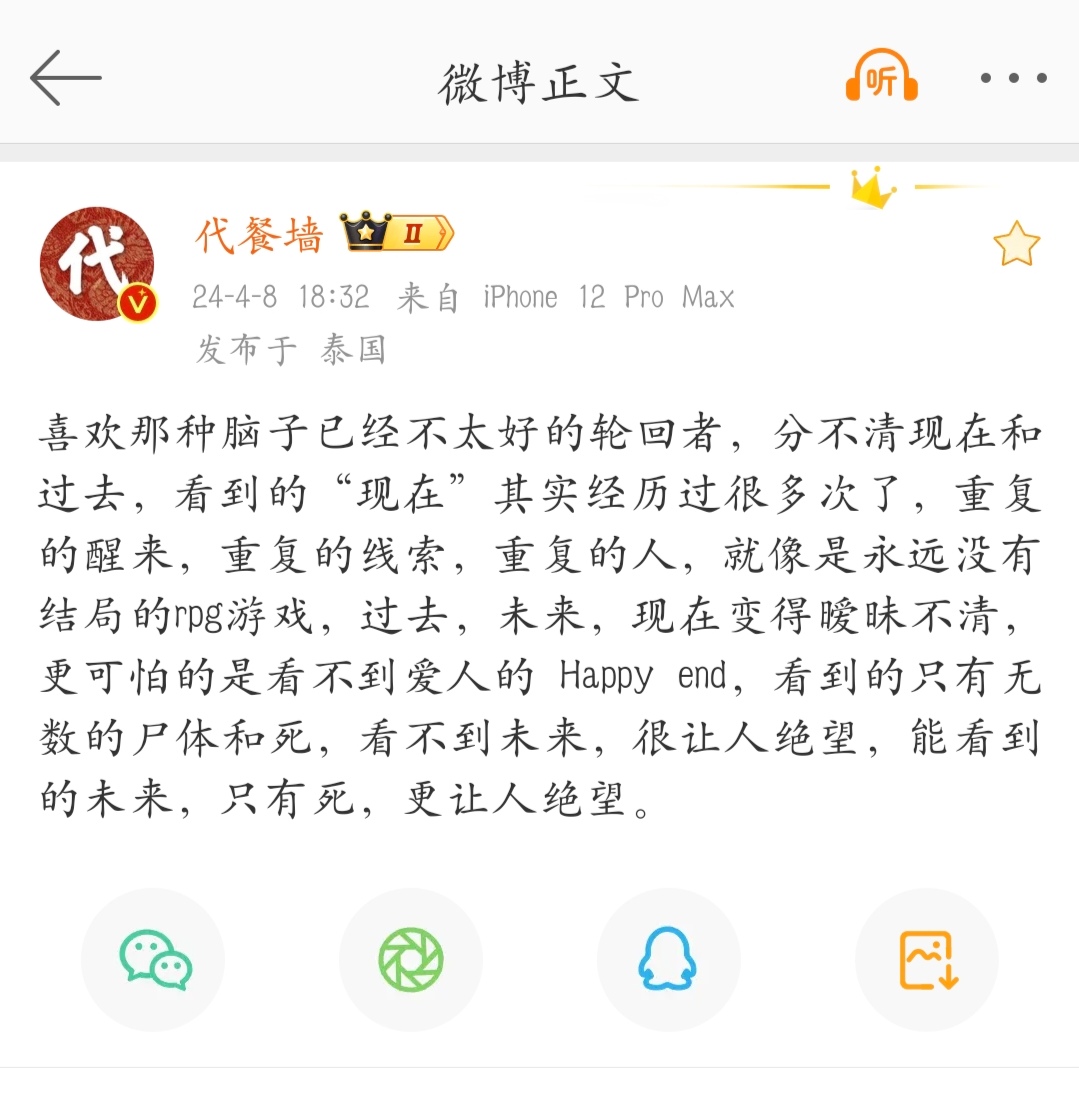 微博正文
听
代
代餐墙
II
V
24-4-8 18:32 来自 iPhone 12 Pro Max
发布于 泰国
喜欢那种脑子已经不太好的轮回者，分不清现在和
过去，看到的“现在”其实经历过很多次了，重复
的醒来，重复的线索，重复的人，就像是永远没有
结局的rpg游戏，过去，未来，现在变得暧昧不清，
更可怕的是看不到爱人的 Happy end，看到的只有无
数的尸体和死，看不到未来，很让人绝望，能看到
的未来，只有死，更让人绝望。